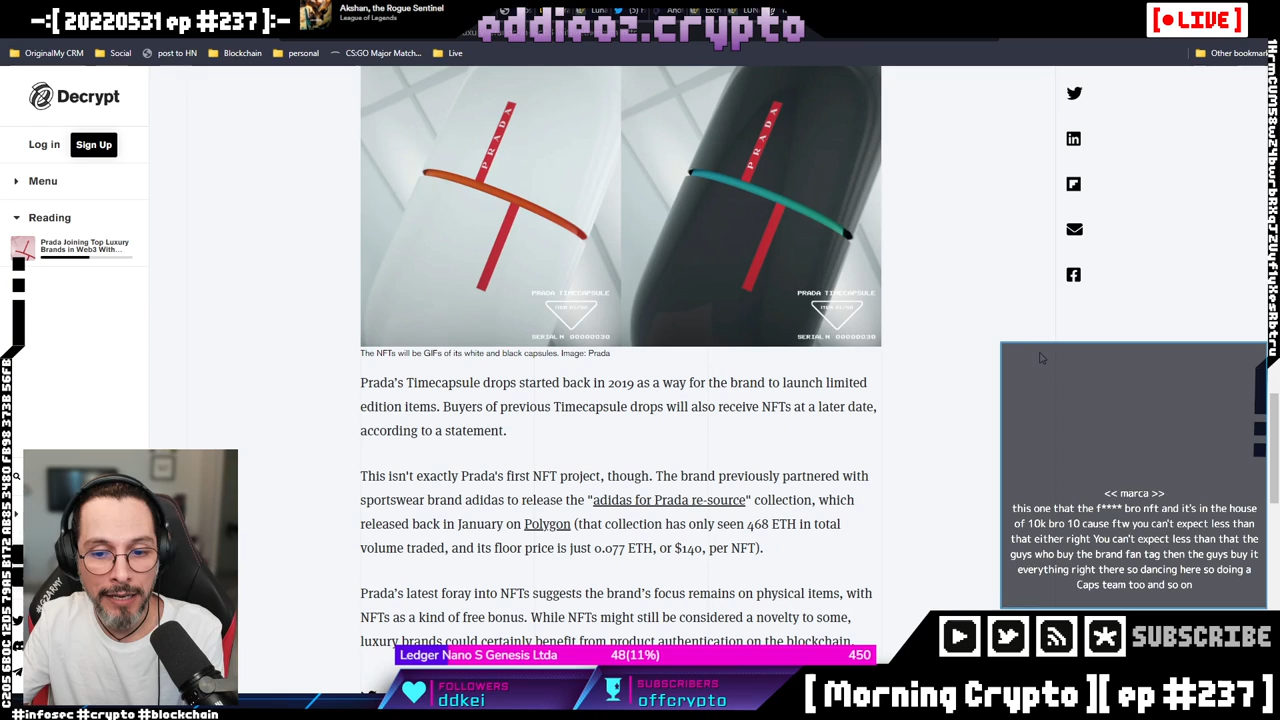 -:[ 20220531 ep #237 ]:-
Akshan, the Rogue Sentinel
League of Legends
eddieoz.crypto
[ ● LIVE ]
OriginalMy CRM
Social
post to HN
Blockchain
personal
CS:GO Major Match...
Live
Other bookmar
Decrypt
Log in
Sign Up
Menu
Reading
Prada Joining Top Luxury
Brands in Web3 With...
PRADA
PRADA
PRADA TIMECAPSULE
SERIAL N 00000030
PRADA TIMECAPSULE
SERIAL N 00000030
The NFTs will be GIFs of its white and black capsules. Image: Prada
Prada's Timecapsule drops started back in 2019 as a way for the brand to launch limited
edition items. Buyers of previous Timecapsule drops will also receive NFTs at a later date,
according to a statement.
This isn't exactly Prada's first NFT project, though. The brand previously partnered with
sportswear brand adidas to release the "adidas for Prada re-source" collection, which
released back in January on Polygon (that collection has only seen 468 ETH in total
volume traded, and its floor price is just 0.077 ETH, or $140, per NFT).
Prada's latest foray into NFTs suggests the brand's focus remains on physical items, with
NFTs as a kind of free bonus. While NFTs might still be considered a novelty to some,
luxury brands could certainly benefit from product authentication on the blockchain.
<< marca >>
this one that the f**** bro nft and it's in the house
of 10k bro 10 cause ftw you can't expect less than
that either right You can't expect less than that the
guys who buy the brand fan tag then the guys buy it
everything right there so dancing here so doing a
Caps team too and so on
SUBSCRIBE
Ledger Nano S Genesis Ltda
48(11%)
450
FOLLOWERS
ddkei
SUBSCRIBERS
offcrypto
[ Morning Crypto ][ ep #237 ]
#infosec #crypto #blockchain